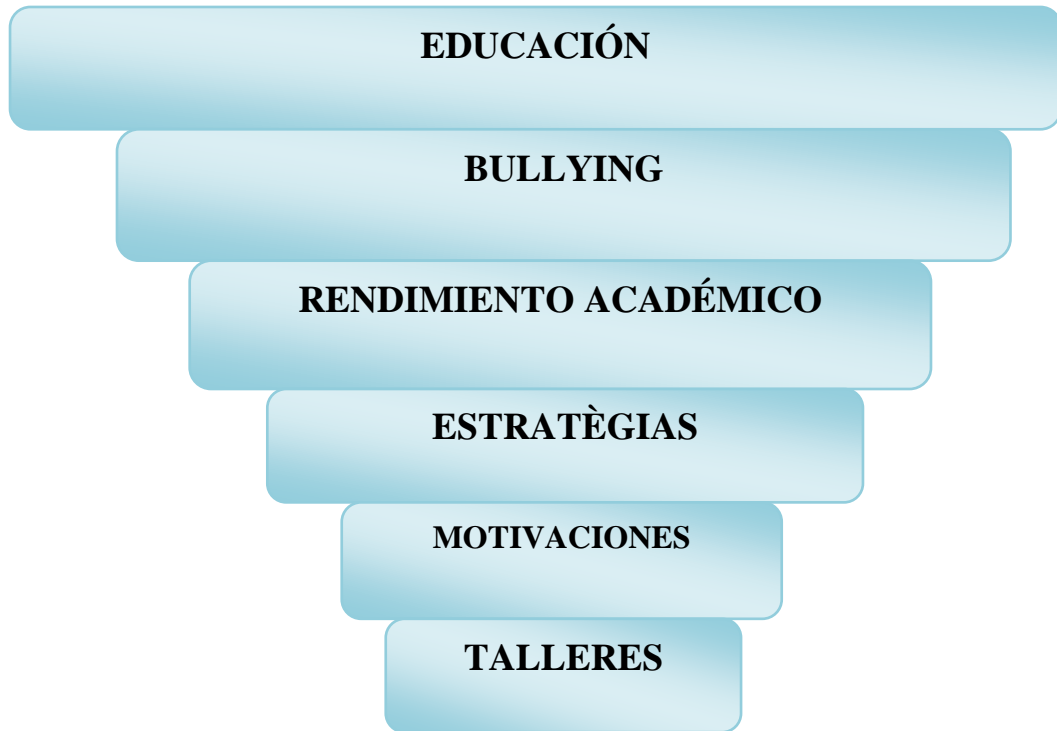 EDUCACIÓN
BULLYING
RENDIMIENTO ACADÉMICO
ESTRATÈGIAS
MOTIVACIONES
TALLERES